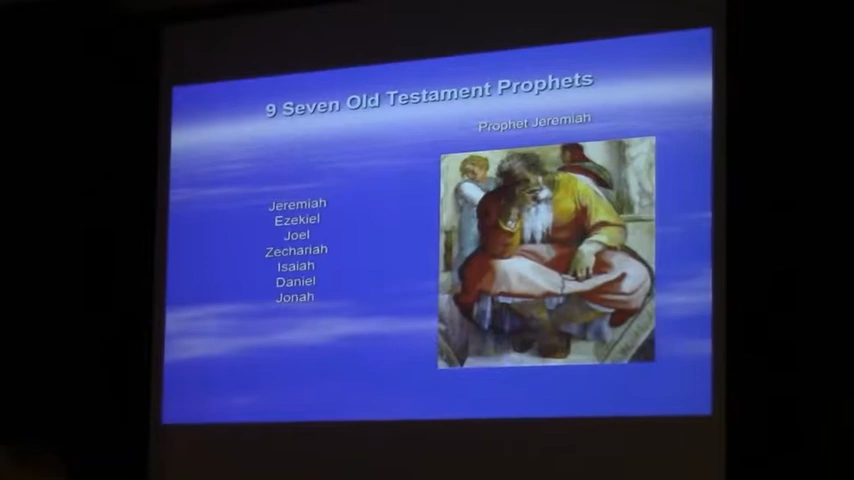 9 Seven Old Testament Prophets
Prophet Jeremiah
Jeremiah
Ezekiel
Joel
Zechariah
Isaiah
Daniel
Jonah